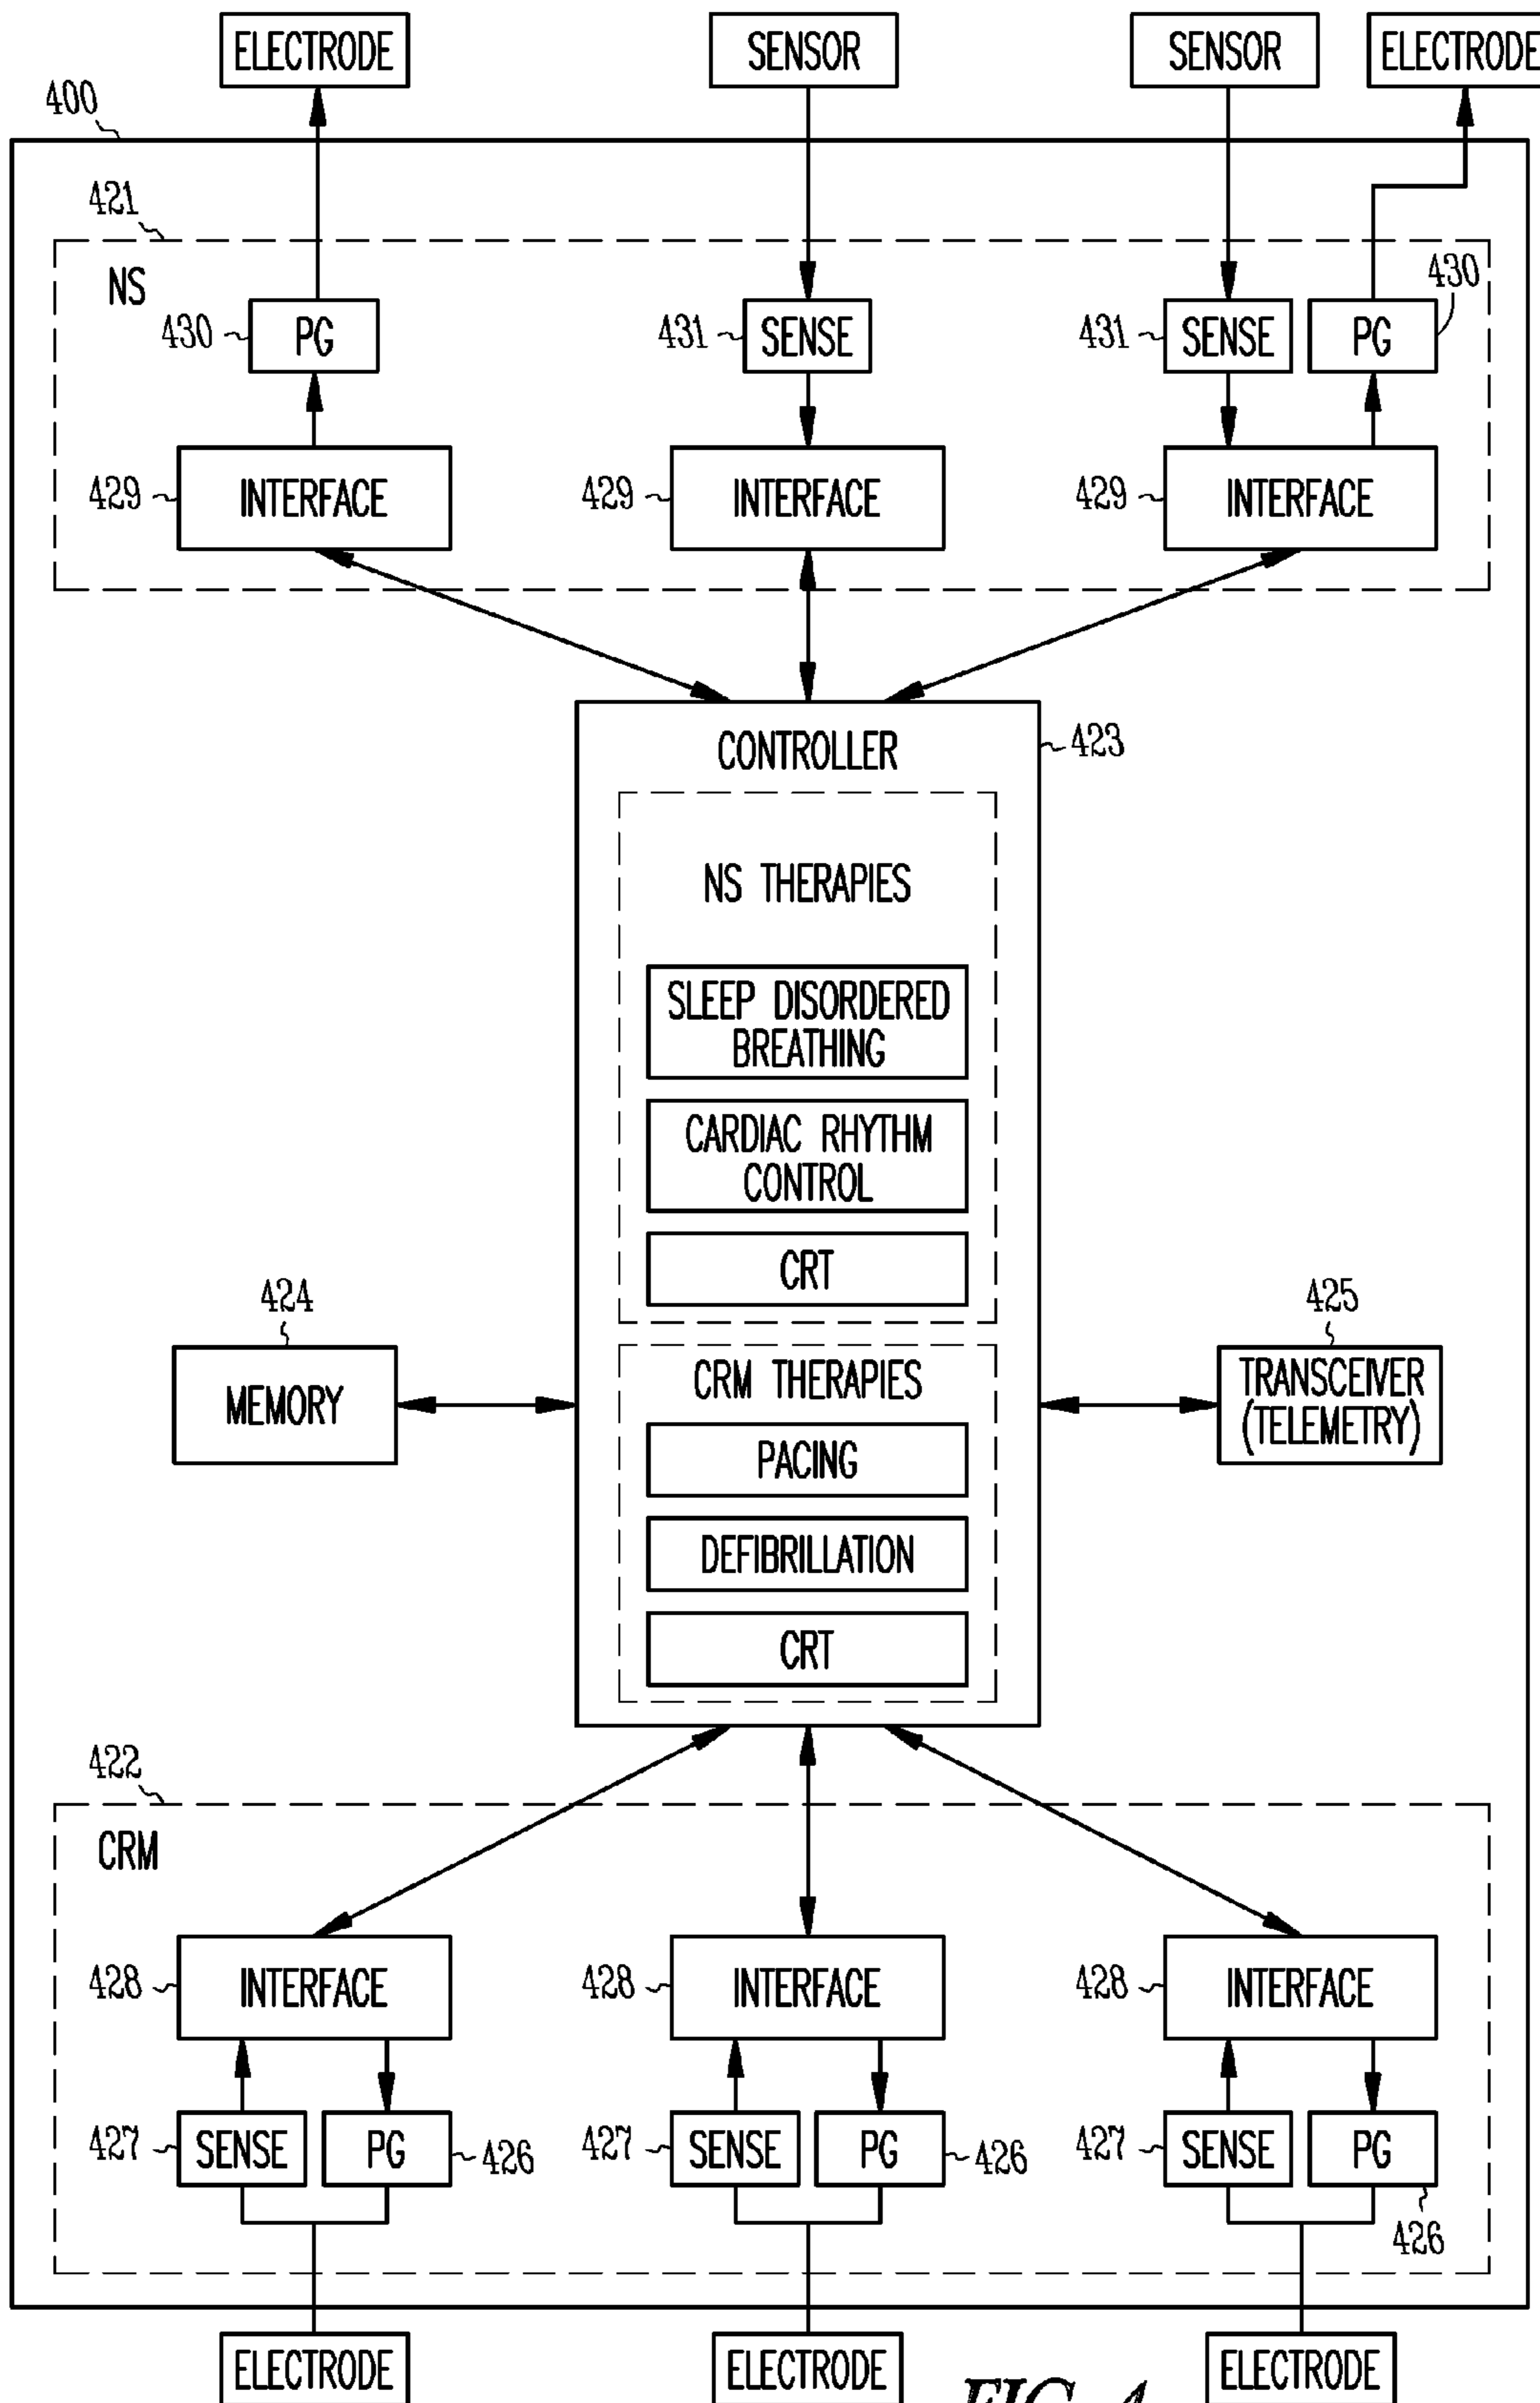 ELECTRODE
SENSOR
SENSOR
ELECTRODE
400
421
NS
430
PG
431
SENSE
431
SENSE
PG
430
429
INTERFACE
429
INTERFACE
429
INTERFACE
CONTROLLER
423
NS THERAPIES
SLEEP DISORDERED
BREATHING
CARDIAC RHYTHM
CONTROL
CRT
424
MEMORY
425
TRANSCEIVER
(TELEMETRY)
CRM THERAPIES
PACING
DEFIBRILLATION
CRT
422
CRM
428
INTERFACE
428
INTERFACE
428
INTERFACE
427
SENSE
PG
426
427
SENSE
PG
426
427
SENSE
PG
426
ELECTRODE
ELECTRODE
ELECTRODE
FIG. 4